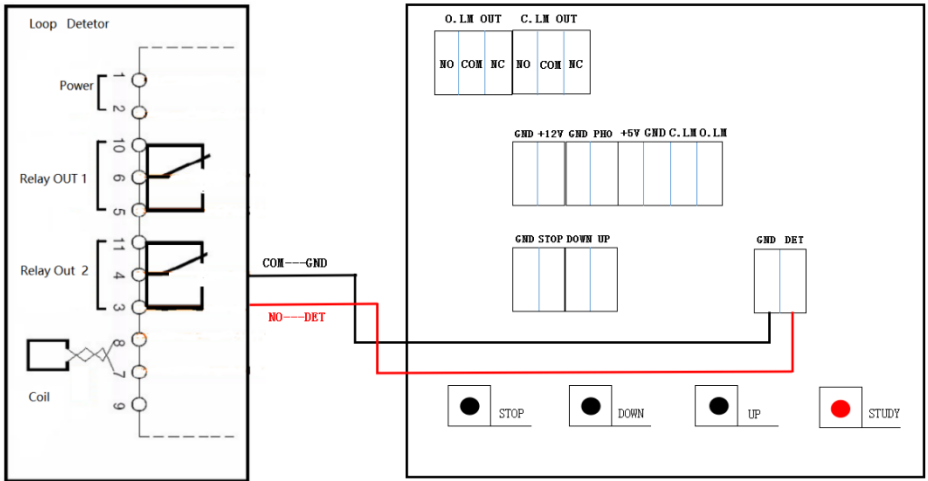 Loop Detetor
Power
1
2
10
Relay OUT 1
6
5
11
Relay Out 2
4
3
8
7
Coil
9
COM---GND
NO---DET
O.LM OUT C.LM OUT
NO COM NC NO COM NC
GND +12V GND PHO +5V GND C.LM O.LM
GND STOP DOWN UP
GND DET
STOP
DOWN
UP
STUDY